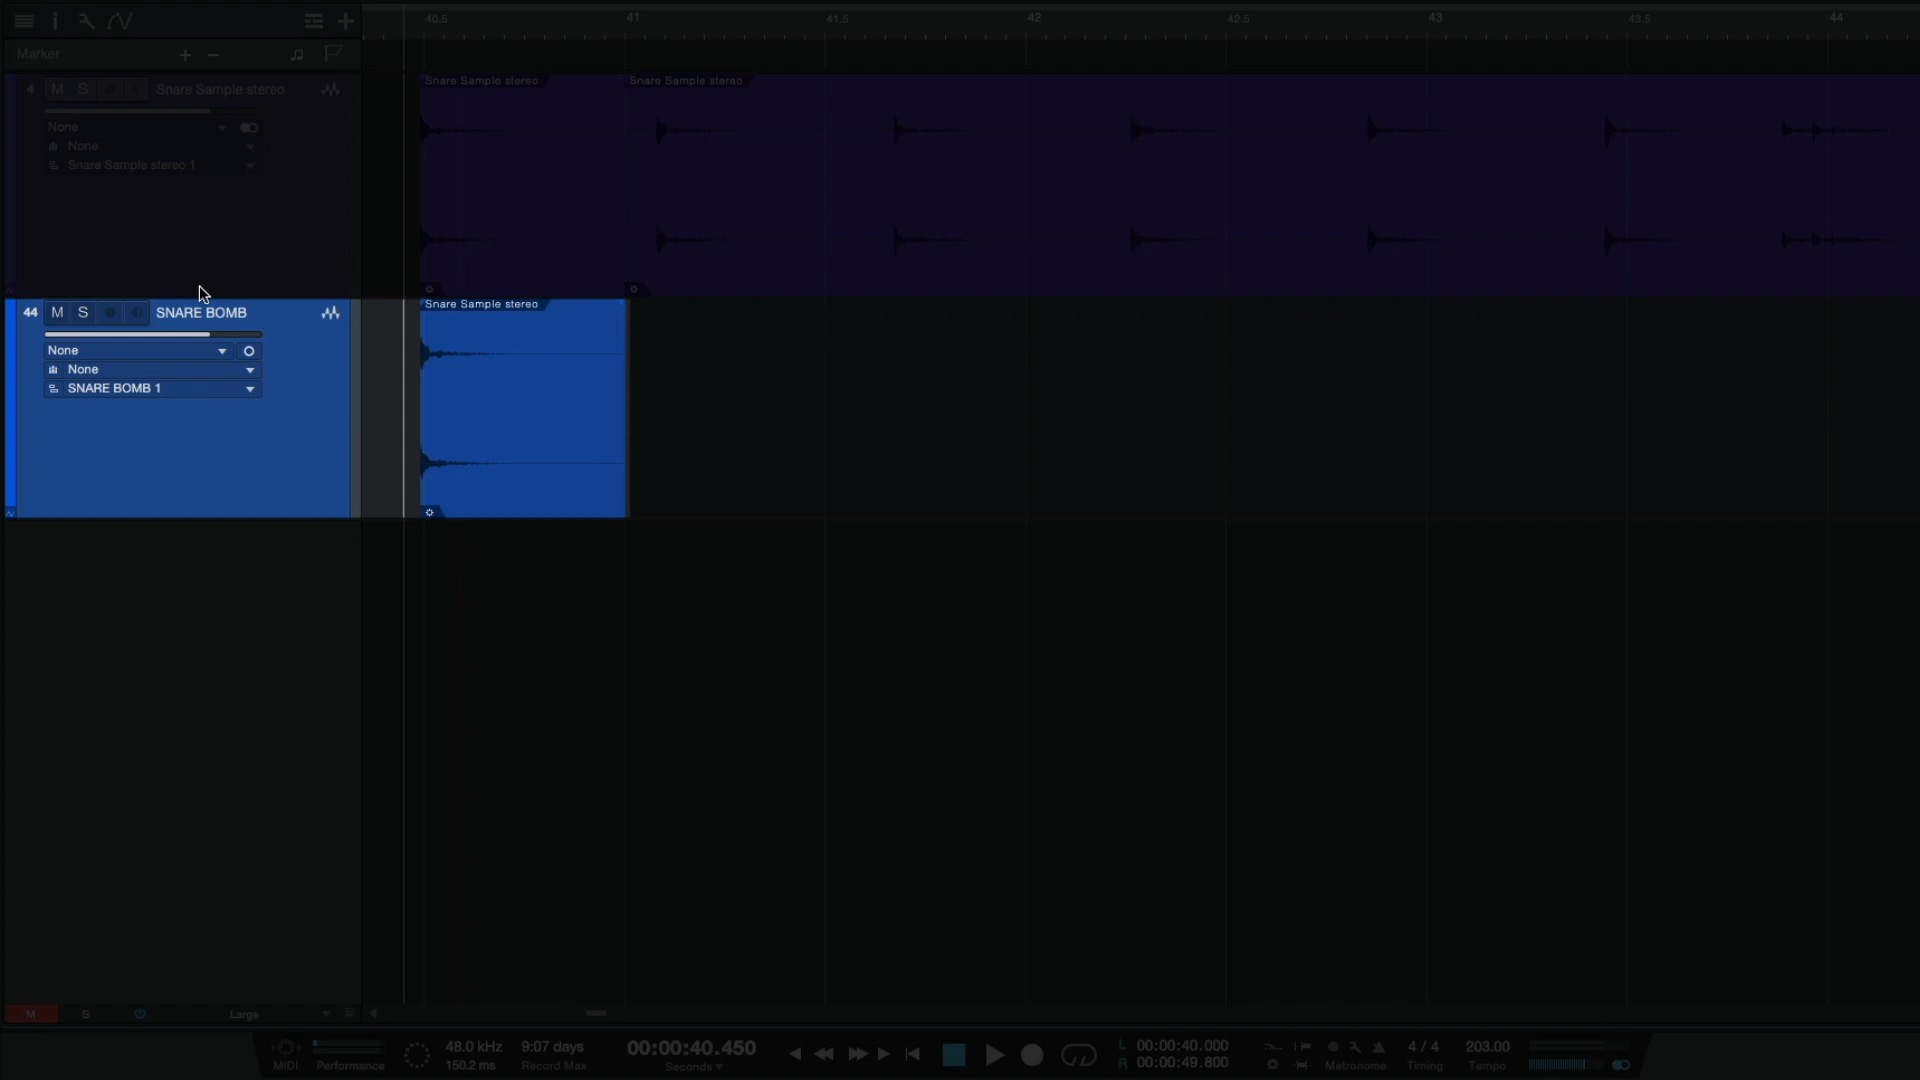 40.5 41 41.5 42 42.5 43 43.5 44
Marker
4 M S Snare Sample stereo
None
None
Snare Sample stereo 1
Snare Sample stereo Snare Sample stereo
44 M S SNARE BOMB
None
None
SNARE BOMB 1
Snare Sample stereo
M S Large
MIDI
Performance
48.0 kHz
150.2 ms
9:07 days
Record Max
00:00:40.450
Seconds
L 00:00:40.000
R 00:00:49.800
Metronome
4 / 4
Timing
203.00
Tempo